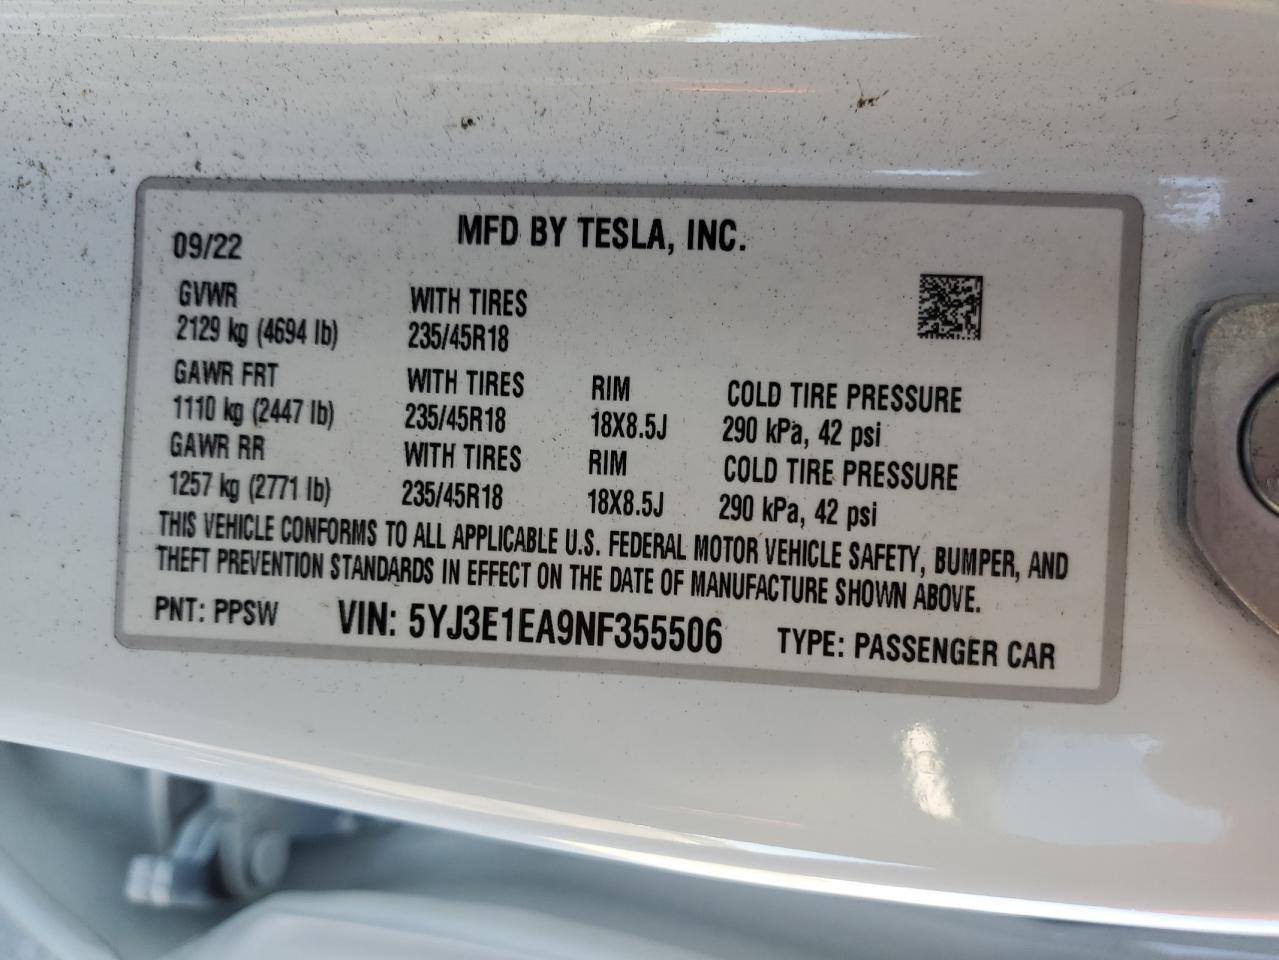 MFD BY TESLA, INC.
09/22
GVWR WITH TIRES
2129 kg (4694 lb) 235/45R18
GAWR FRT WITH TIRES RIM COLD TIRE PRESSURE
1110 kg (2447 lb) 235/45R18 18X8.5J 290 kPa, 42 psi
GAWR RR WITH TIRES RIM COLD TIRE PRESSURE
1257 kg (2771 lb) 235/45R18 18X8.5J 290 kPa, 42 psi
THIS VEHICLE CONFORMS TO ALL APPLICABLE U.S. FEDERAL MOTOR VEHICLE SAFETY, BUMPER, AND
THEFT PREVENTION STANDARDS IN EFFECT ON THE DATE OF MANUFACTURE SHOWN ABOVE.
PNT: PPSW VIN: 5YJ3E1EA9NF355506 TYPE: PASSENGER CAR